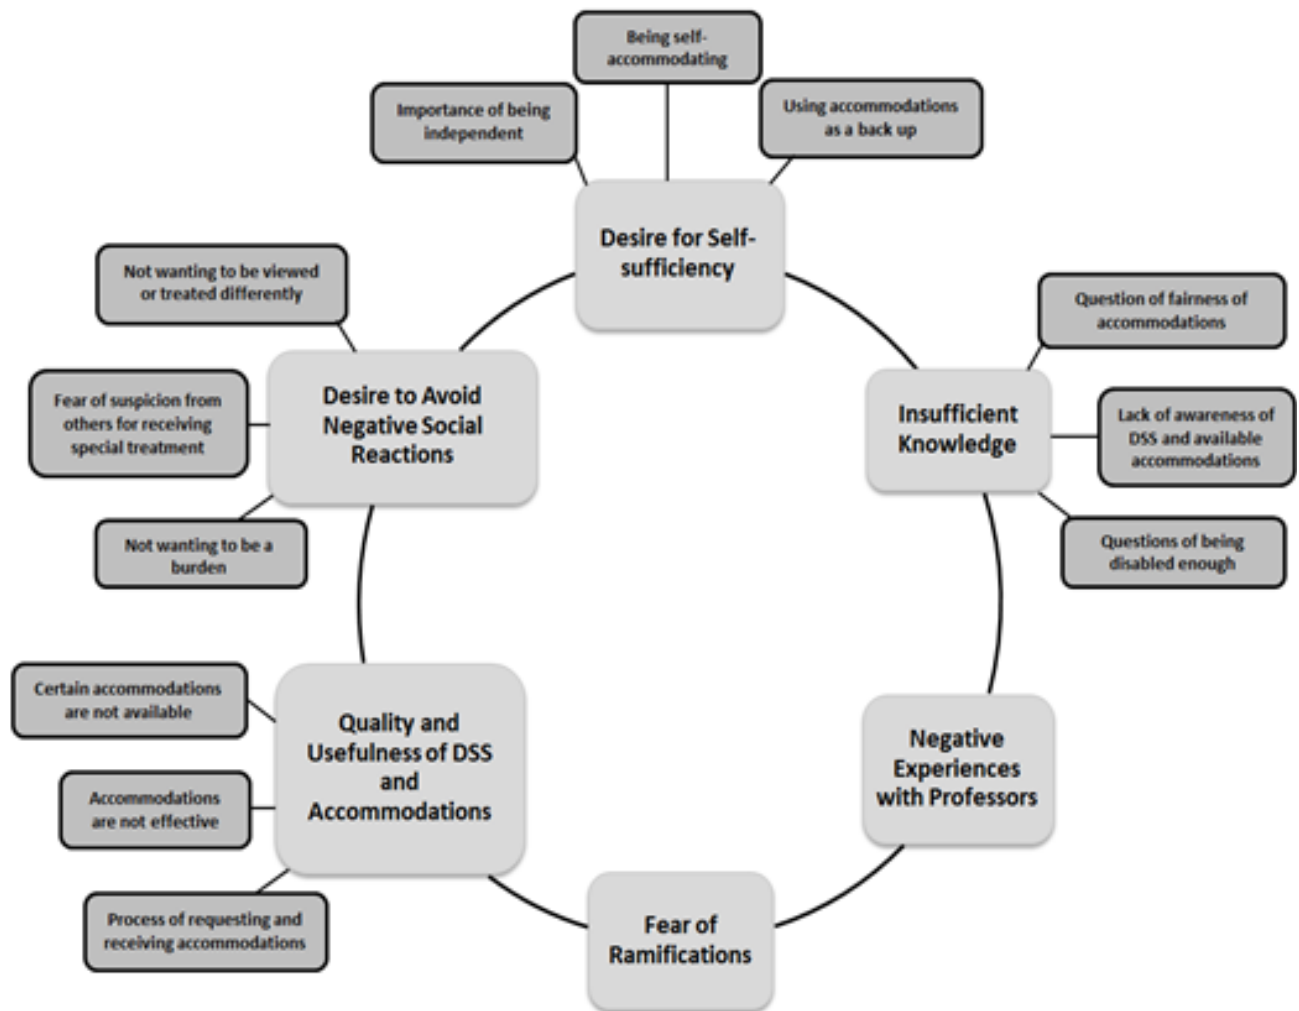 Being self-
accommodating
Importance of being
independent
Using accommodations
as a back up
Desire for Self-
sufficiency
Not wanting to be viewed
or treated differently
Question of fairness of
accommodations
Desire to Avoid
Negative Social
Reactions
Fear of suspicion from
others for receiving
special treatment
Insufficient
Knowledge
Lack of awareness of
DSS and available
accommodations
Not wanting to be a
burden
Questions of being
disabled enough
Certain accommodations
are not available
Quality and
Usefulness of DSS
and
Accommodations
Negative
Experiences
with Professors
Accommodations
are not effective
Process of requesting and
receiving accommodations
Fear of
Ramifications